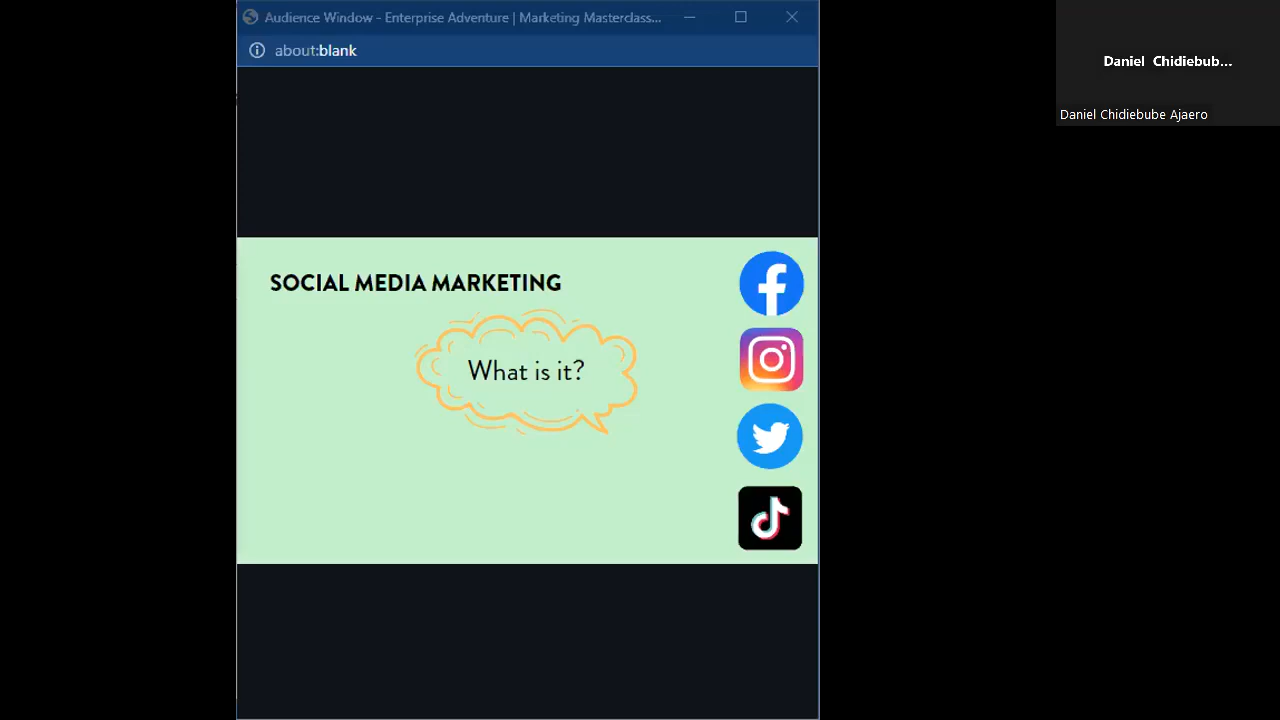 Audience Window - Enterprise Adventure | Marketing Masterclass...
about:blank
Daniel Chidiebub...
Daniel Chidiebube Ajaero
SOCIAL MEDIA MARKETING
What is it?